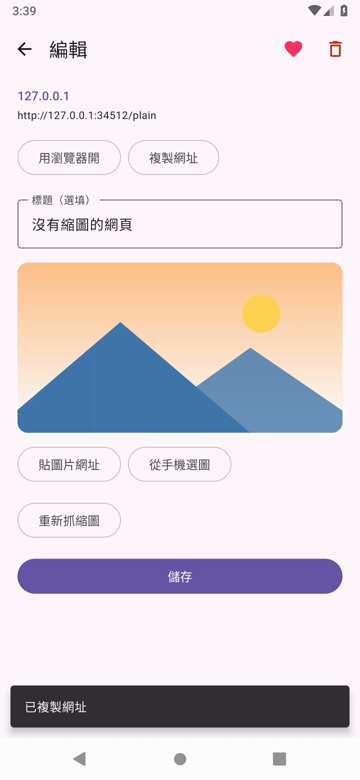 3:39
編輯
127.0.0.1
http://127.0.0.1:34512/plain
用瀏覽器開
複製網址
標題（選填）
沒有縮圖的網頁
貼圖片網址
從手機選圖
重新抓縮圖
儲存
已複製網址